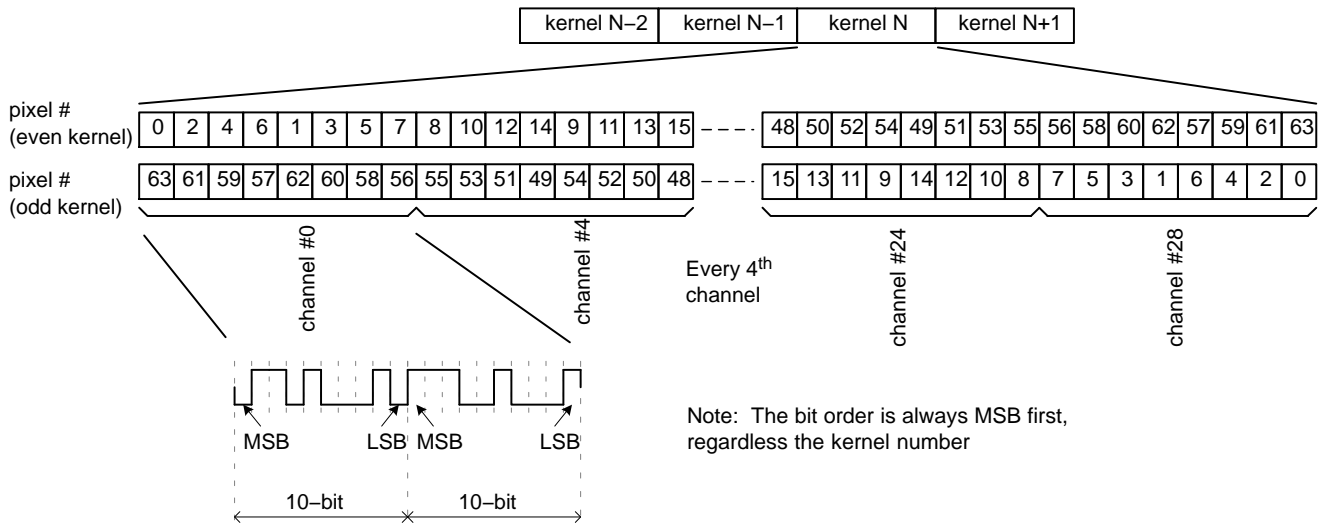 kernel N–2 kernel N–1 kernel N kernel N+1
pixel #
(even kernel)
0 2 4 6 1 3 5 7 8 10 12 14 9 11 13 15 48 50 52 54 49 51 53 55 56 58 60 62 57 59 61 63
pixel #
(odd kernel)
63 61 59 57 62 60 58 56 55 53 51 49 54 52 50 48 15 13 11 9 14 12 10 8 7 5 3 1 6 4 2 0
channel #0
channel #4
Every 4th
channel
channel #24
channel #28
MSB LSB MSB LSB
Note: The bit order is always MSB first,
regardless the kernel number
10–bit 10–bit